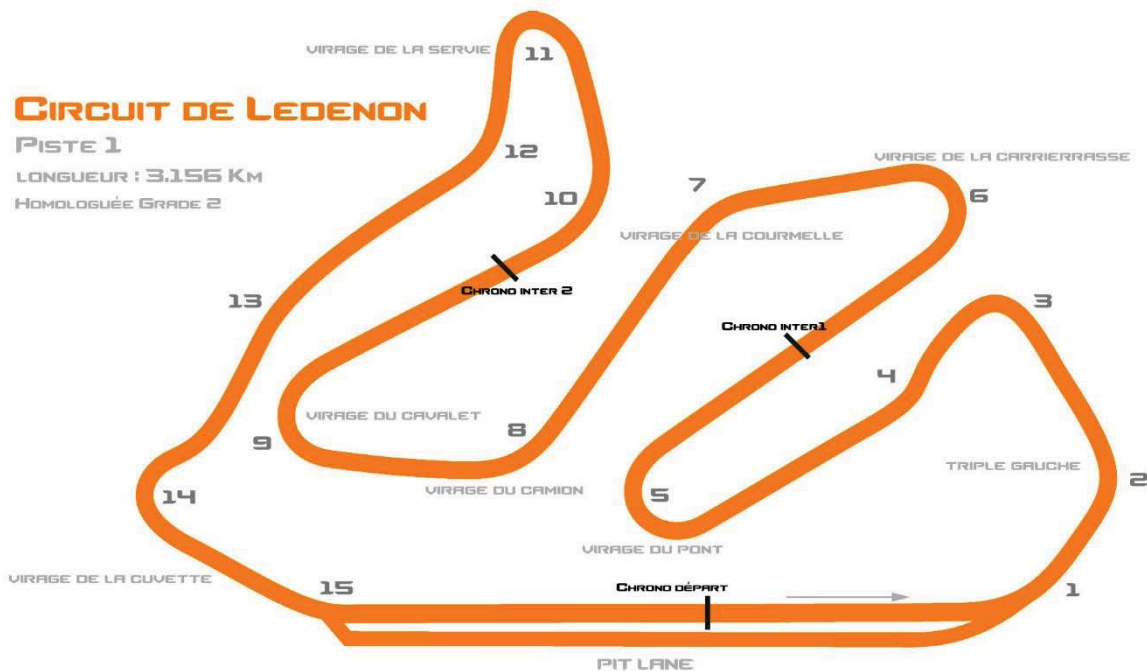 VIRAGE DE LA SERVIE
11
CIRCUIT DE LEDENON
PISTE 1
LONGUEUR : 3.156 KM
HOMOLOGUÉE GRADE 2
12
VIRAGE DE LA CARRIERRASSE
7
6
10
VIRAGE DE LA COURMELLE
CHRONO INTER 2
13
3
CHRONO INTER1
4
VIRAGE DU CAVALET
8
9
TRIPLE GAUCHE
2
VIRAGE DU CAMION
5
14
VIRAGE DU PONT
VIRAGE DE LA CUVETTE
15
CHRONO DÉPART
1
PIT LANE